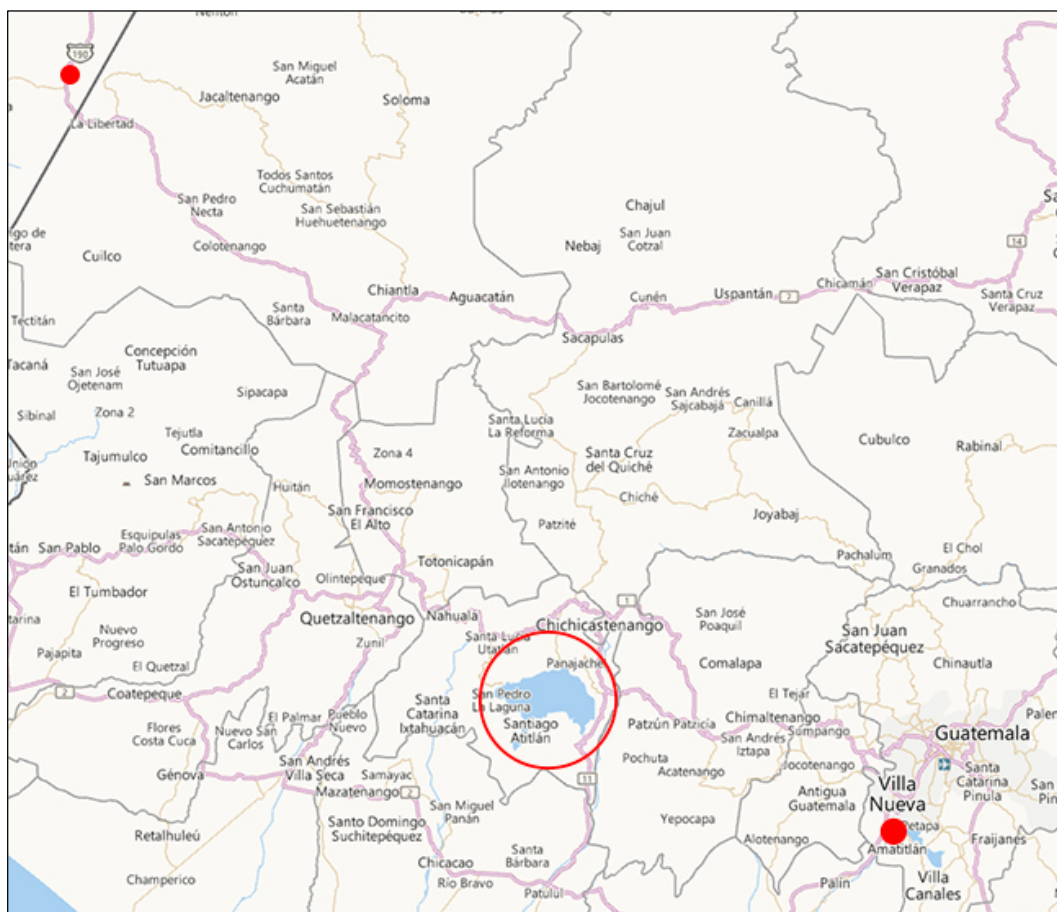 190
San Miguel
Acatán
Jacaltenango
Soloma
La Libertad
Todos Santos
Cuchumatán
San Pedro
Necta
San Sebastián
Huehuetenango
Chajul
San Juan
Cotzal
Nebaj
Colotenango
Cuilco
14
Chiantla
Aguacatán
San Cristóbal
Verapaz
Chicamán
Uspantán
2
Cunén
Santa Cruz
Verapaz
Santa
Bárbara
Malacatancito
Tectitán
Sacapulas
Concepción
Tutuapa
Tacaná
San José
Ojetenam
Sipacapa
San Bartolomé
Jocotenango
San Andrés
Sajcabajá
Canillá
Sibinal
Zona 2
Santa Lucía
La Reforma
Zacualpa
Cubulco
Rabinal
Tejutla
Comitancillo
Tajumulco
Zona 4
Santa Cruz
del Quiché
San Antonio
Ilotenango
San Marcos
Huitán
Momostenango
Chiché
San Francisco
El Alto
Joyabaj
Patzité
Esquipulas
Palo Gordo
San Antonio
Sacatepéquez
San Pablo
Pachalum
El Chol
Granados
Totonicapán
San Juan
Ostuncalco
Olintepeque
El Tumbador
1
Chuarrancho
Quetzaltenango
Nahualá
San José
Poaquil
Chichicastenango
San Juan
Sacatepéquez
Nuevo
Progreso
Pajapita
El Quetzal
Zunil
Santa Lucía
Utatlán
Panajachel
Comalapa
Chinautla
2
Coatepeque
San Pedro
La Laguna
Santa
Catarina
Ixtahuacán
El Tejar
Chimaltenango
Flores
Costa Cuca
Nuevo San
Carlos
El Palmar
Pueblo
Nuevo
Santiago
Atitlán
Patzún
Patzicía
San Andrés
Iztapa
Sumpango
Guatemala
San Andrés
Villa Seca
Génova
Samayac
Mazatenango
2
11
Pochuta
Acatenango
Jocotenango
Antigua
Guatemala
Villa
Nueva
Santa
Catarina
Pinula
San Miguel
Panán
Retalhuleú
Santo Domingo
Suchitepéquez
Yepocapa
Alotenango
Petapa
Amatitlán
Fraijanes
Santa
Bárbara
Chicacao
Champerico
Río Bravo
Patulul
Palín
Villa
Canales